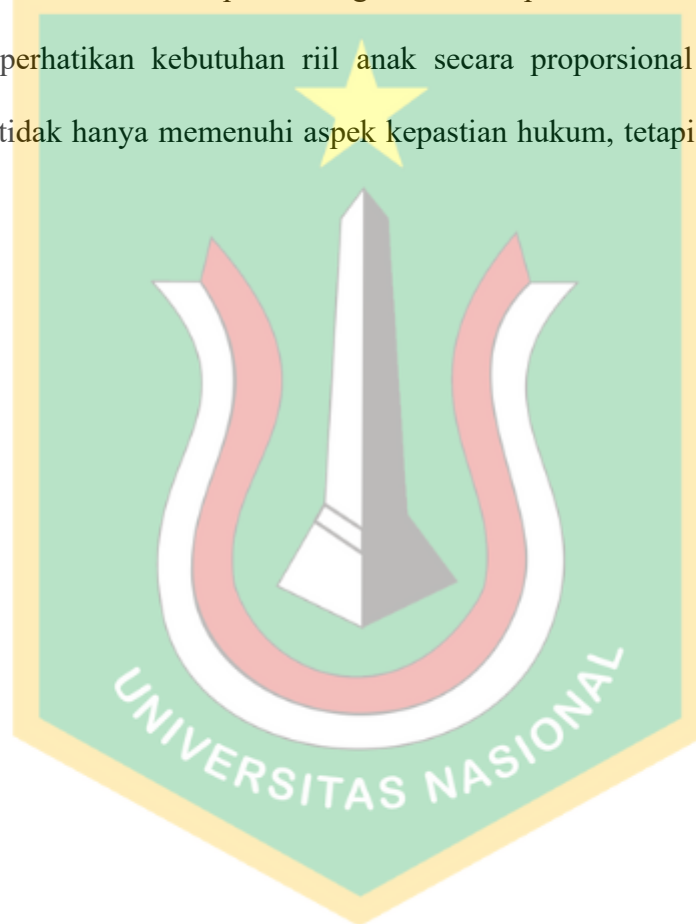 perhatikan kebutuhan riil anak secara proporsional
tidak hanya memenuhi aspek kepastian hukum, tetapi
UNIVERSITAS NASIONAL